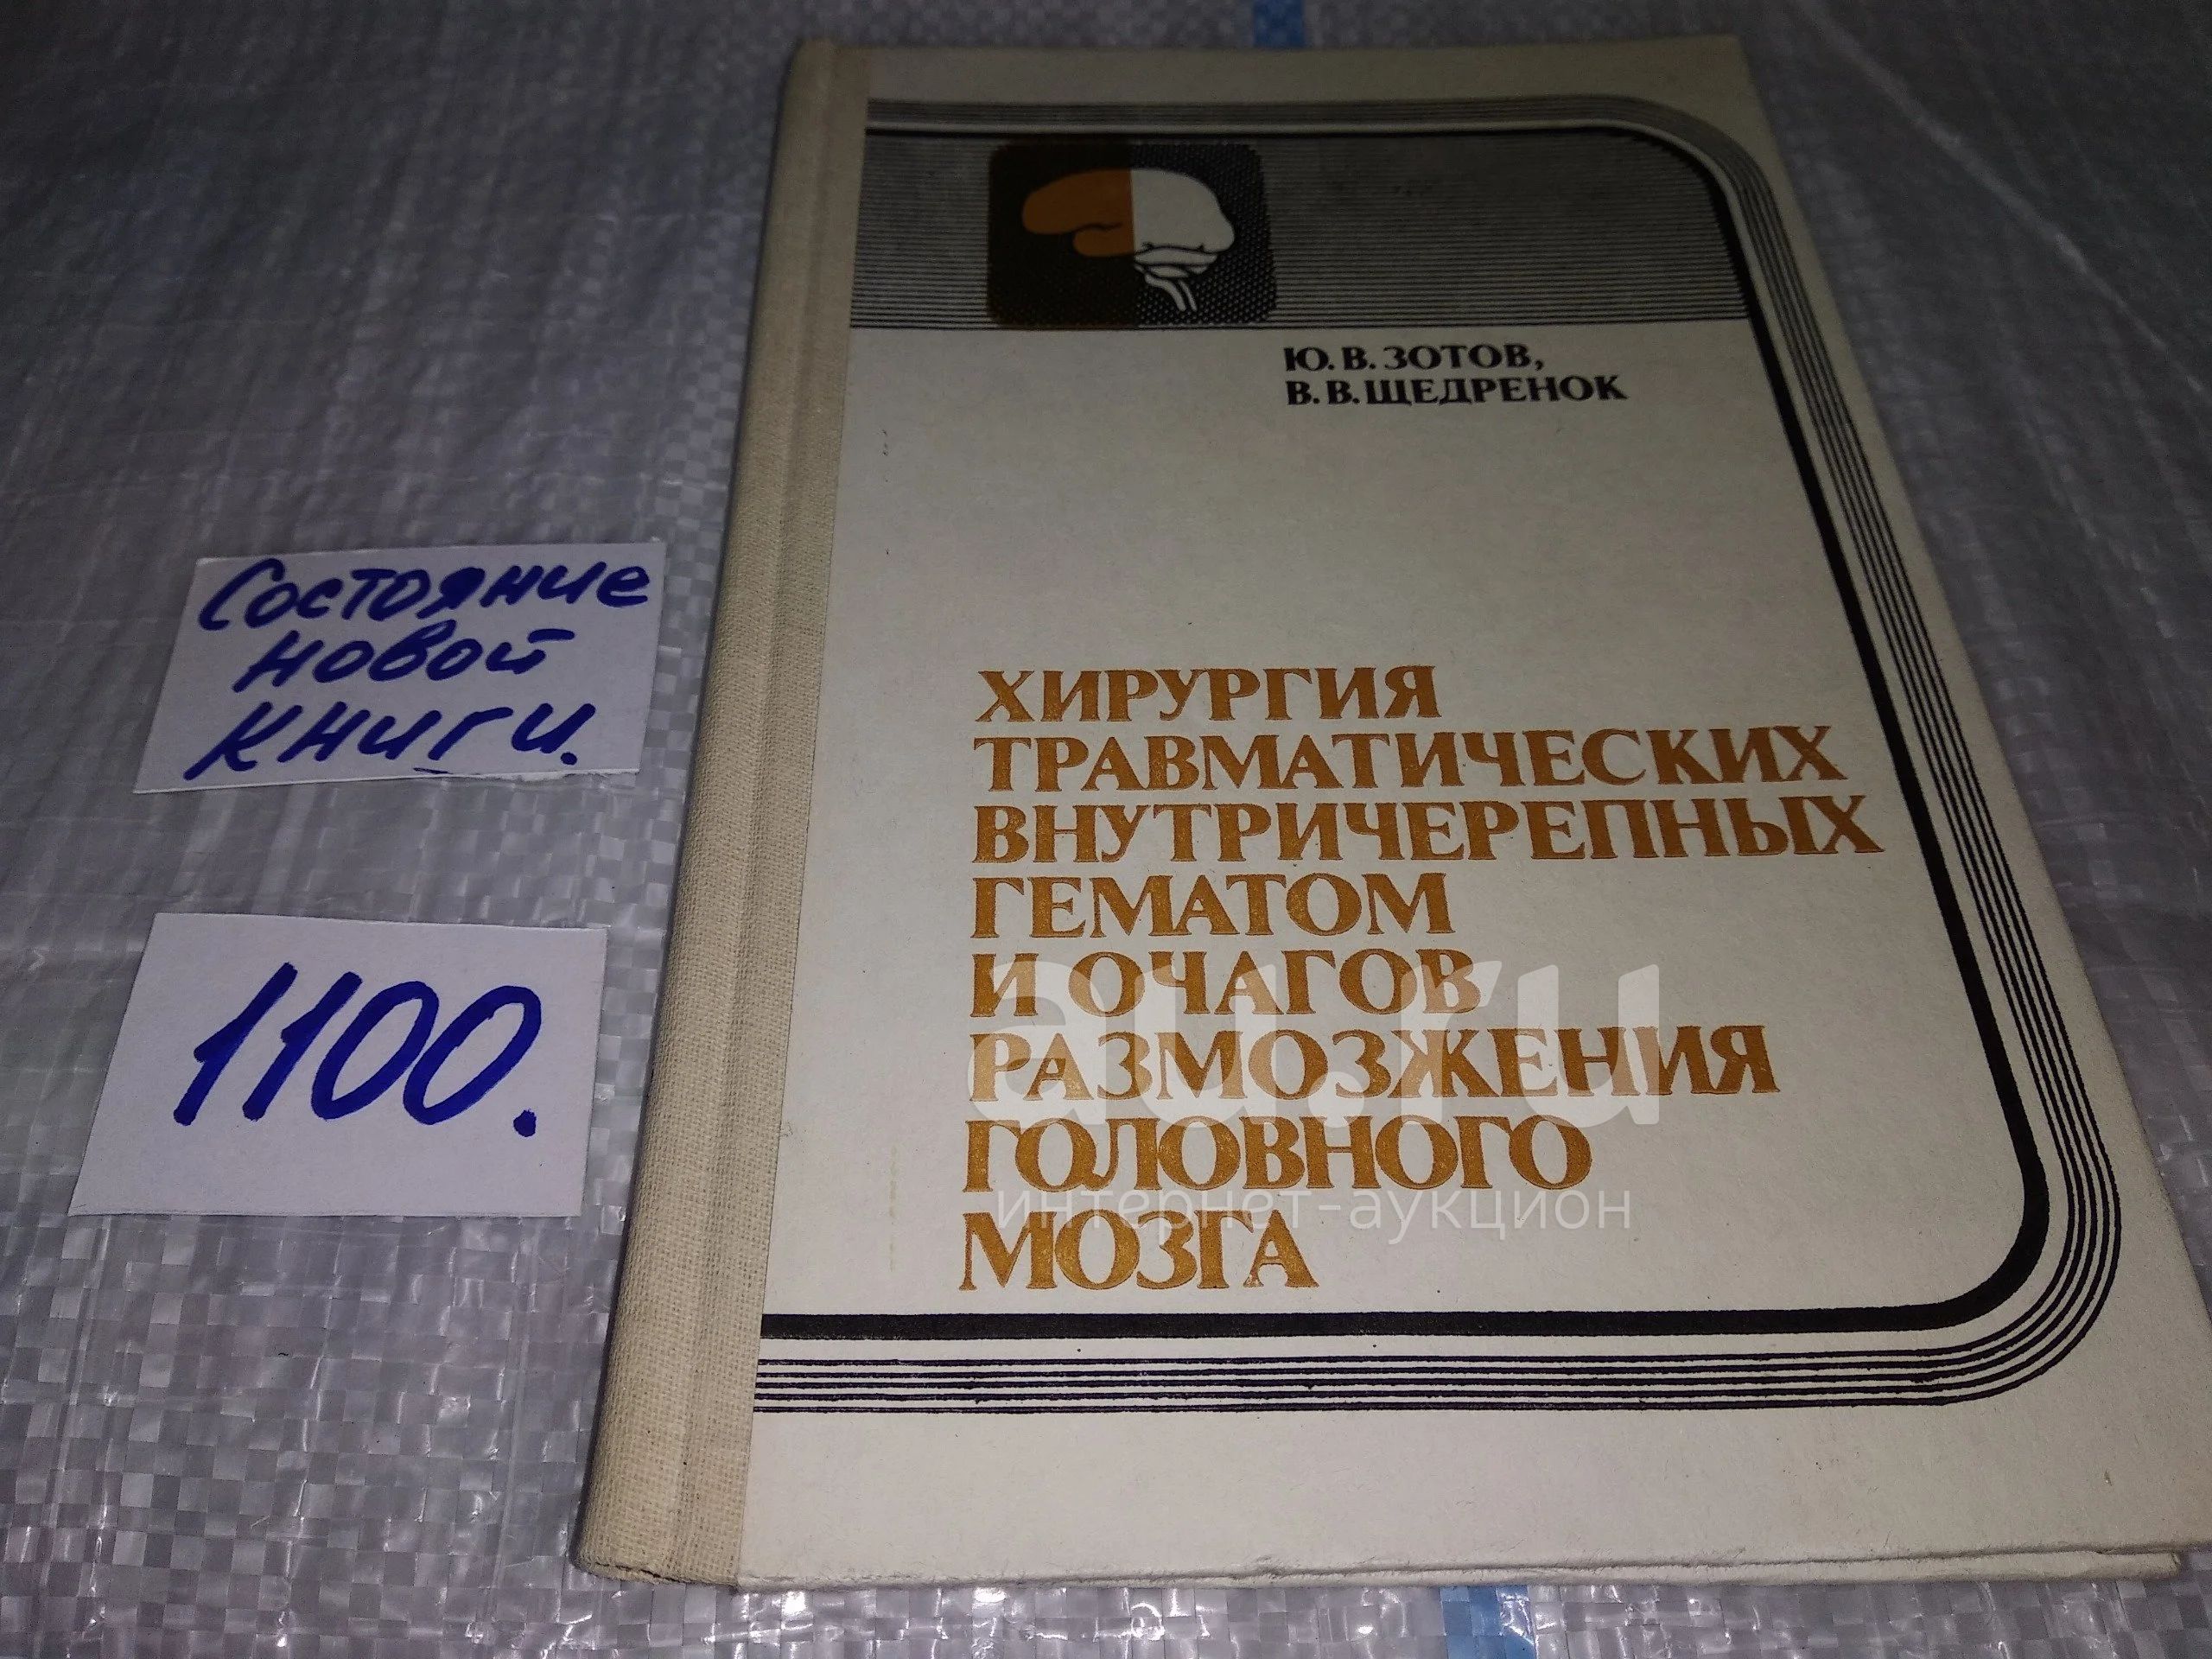 Ю. В. ЗОТОВ,
В. В. ЩЕДРЕНОК
ХИРУРГИЯ
ТРАВМАТИЧЕСКИХ
ВНУТРИЧЕРЕПНЫХ
ГЕМАТОМ
И ОЧАГОВ
РАЗМОЗЖЕНИЯ
ГОЛОВНОГО
МОЗГА
Состояние
новой
книги.
1100.
au.ru
интернет-аукцион